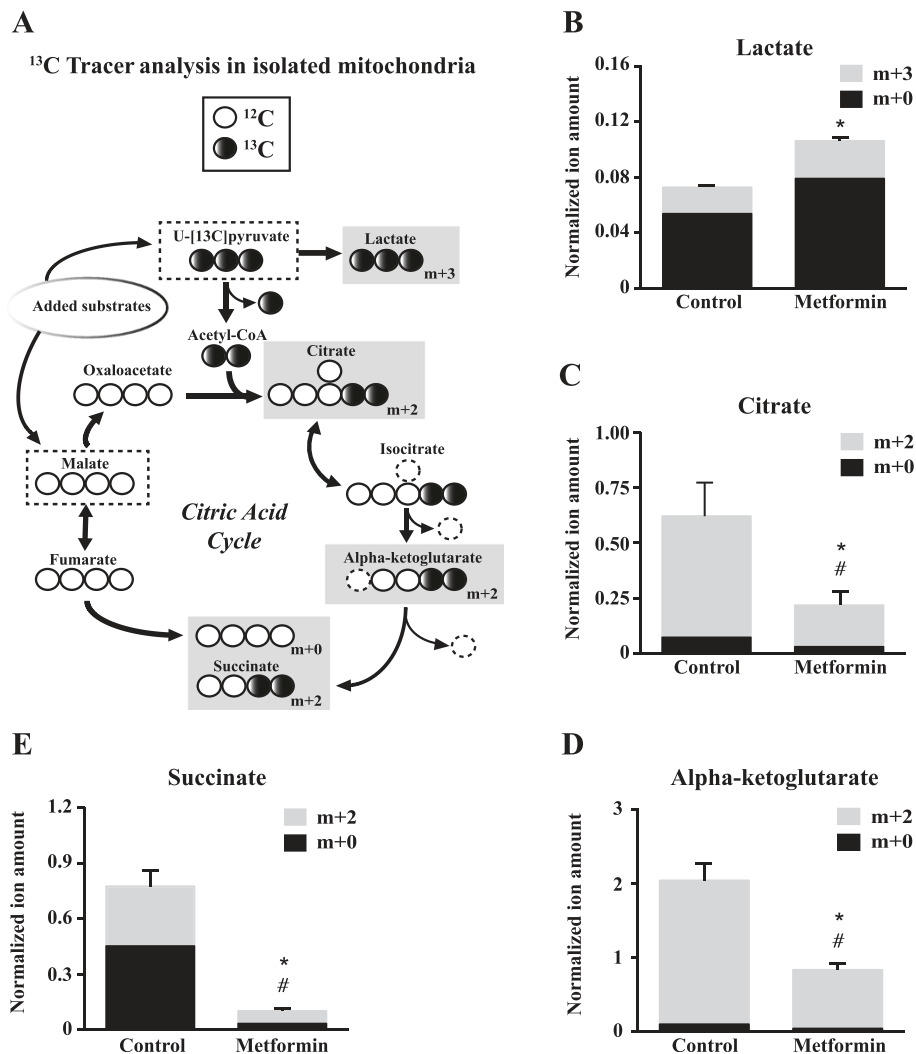 A
¹³C Tracer analysis in isolated mitochondria
¹²C
¹³C
U-[13C]pyruvate
Lactate
m+3
Added substrates
Acetyl-CoA
Citrate
Oxaloacetate
m+2
Isocitrate
Malate
Citric Acid
Cycle
Fumarate
Alpha-ketoglutarate
m+2
m+0
Succinate
m+2
B
Lactate
Normalized ion amount
0.16
0.12
0.08
0.04
0
m+3
m+0
*
Control
Metformin
C
Citrate
Normalized ion amount
1.00
0.75
0.50
0.25
0
m+2
m+0
*
#
Control
Metformin
E
Succinate
Normalized ion amount
1.2
0.9
0.6
0.3
0
m+2
m+0
*
#
Control
Metformin
D
Alpha-ketoglutarate
Normalized ion amount
3
2
1
0
m+2
m+0
*
#
Control
Metformin